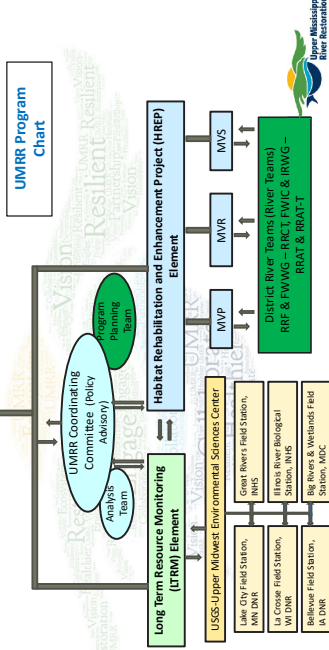 UMRR Program
Chart
UMRR Coordinating
Committee (Policy
Advisory)
Analysis
Team
Program
Planning
Team
Long Term Resource Monitoring
(LTRM) Element
Habitat Rehabilitation and Enhancement Project (HREP)
Element
USGS-Upper Midwest Environmental Sciences Center
Lake City Field Station,
MN DNR
Great Rivers Field Station,
INHS
La Crosse Field Station,
WI DNR
Illinois River Biological
Station, INHS
Bellevue Field Station,
IA DNR
Big Rivers & Wetlands Field
Station, MDC
MVP
MVR
MVS
District River Teams (River Teams)
RRF & FWWG – RRCT, FWIC & IRWG –
RRAT & RRAT-T
Upper Mississippi
River Restoration